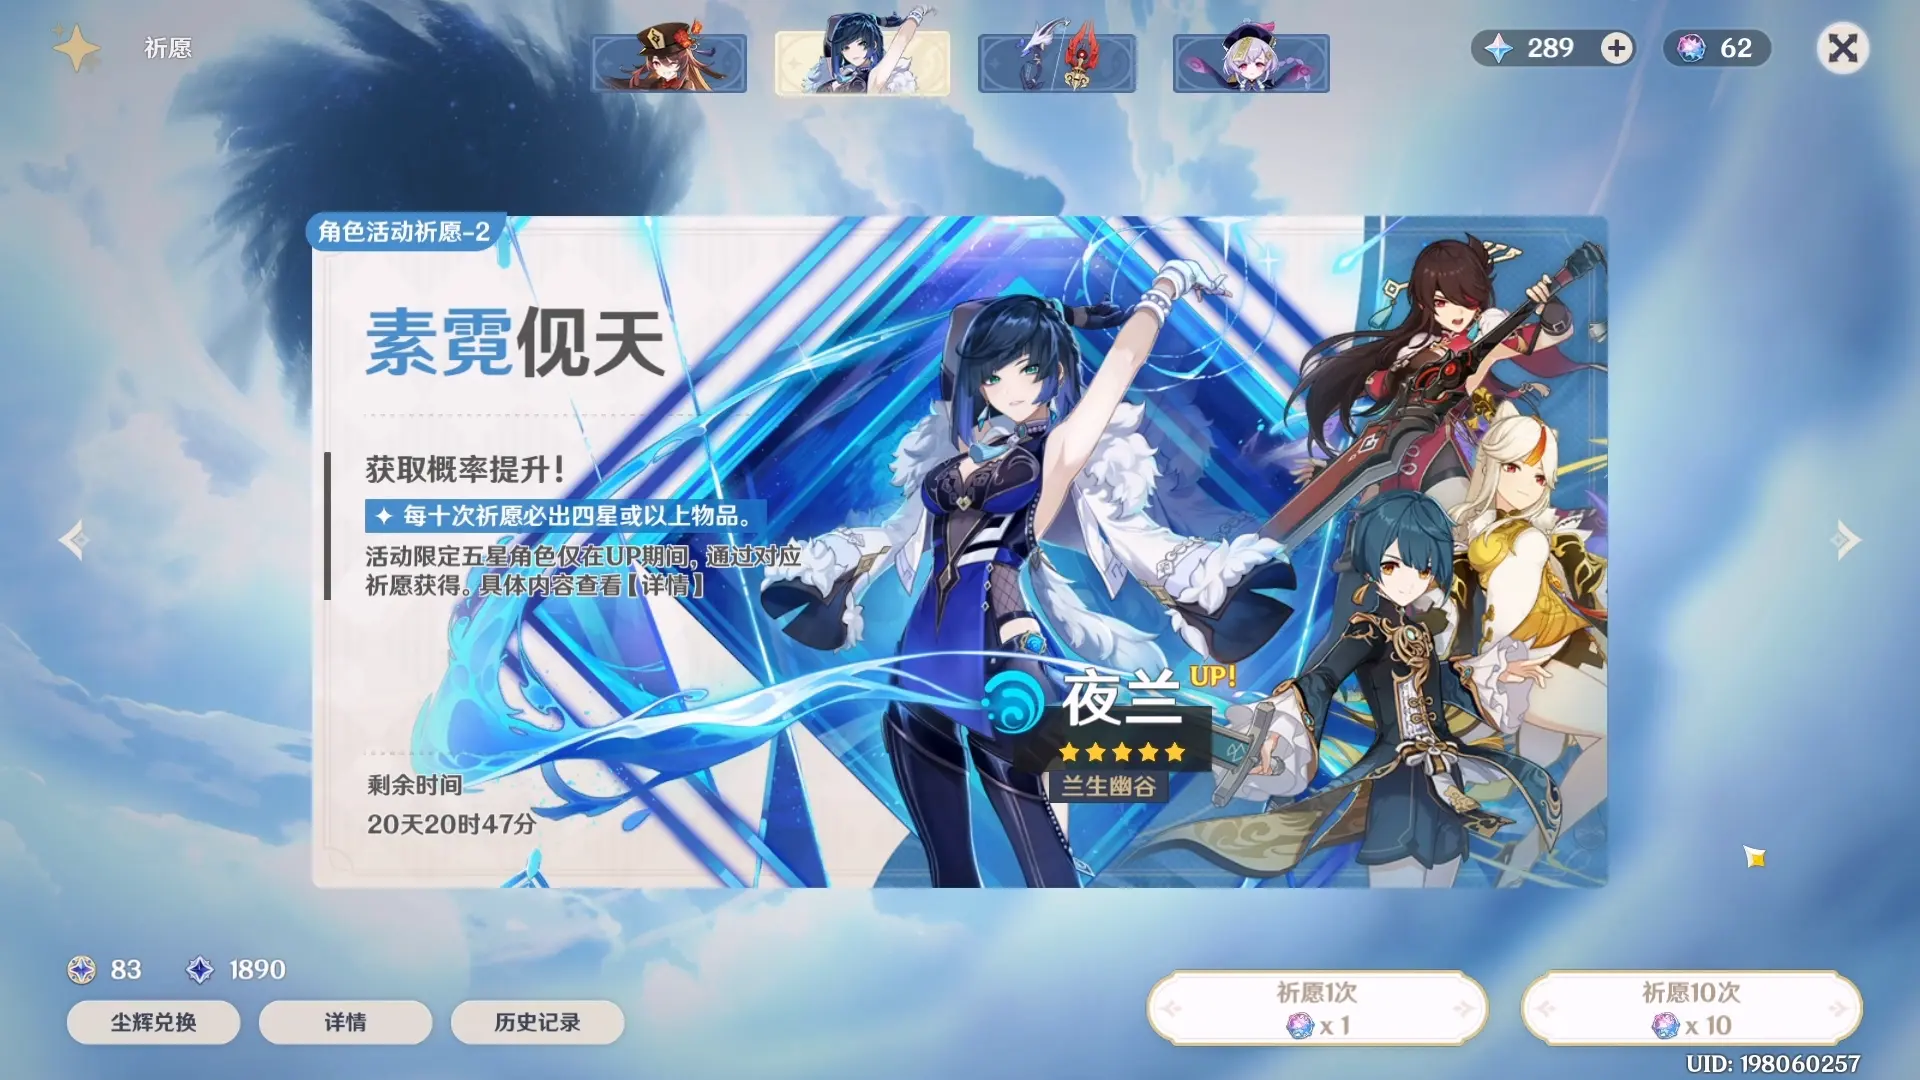 祈愿
289
62
角色活动祈愿-2
素霓伣天
获取概率提升！
每十次祈愿必出四星或以上物品。
活动限定五星角色仅在UP期间，通过对应
祈愿获得。具体内容查看【详情】
夜兰 UP!
兰生幽谷
剩余时间
20天20时47分
83
1890
尘辉兑换
详情
历史记录
祈愿1次
x 1
祈愿10次
x 10
UID: 198060257